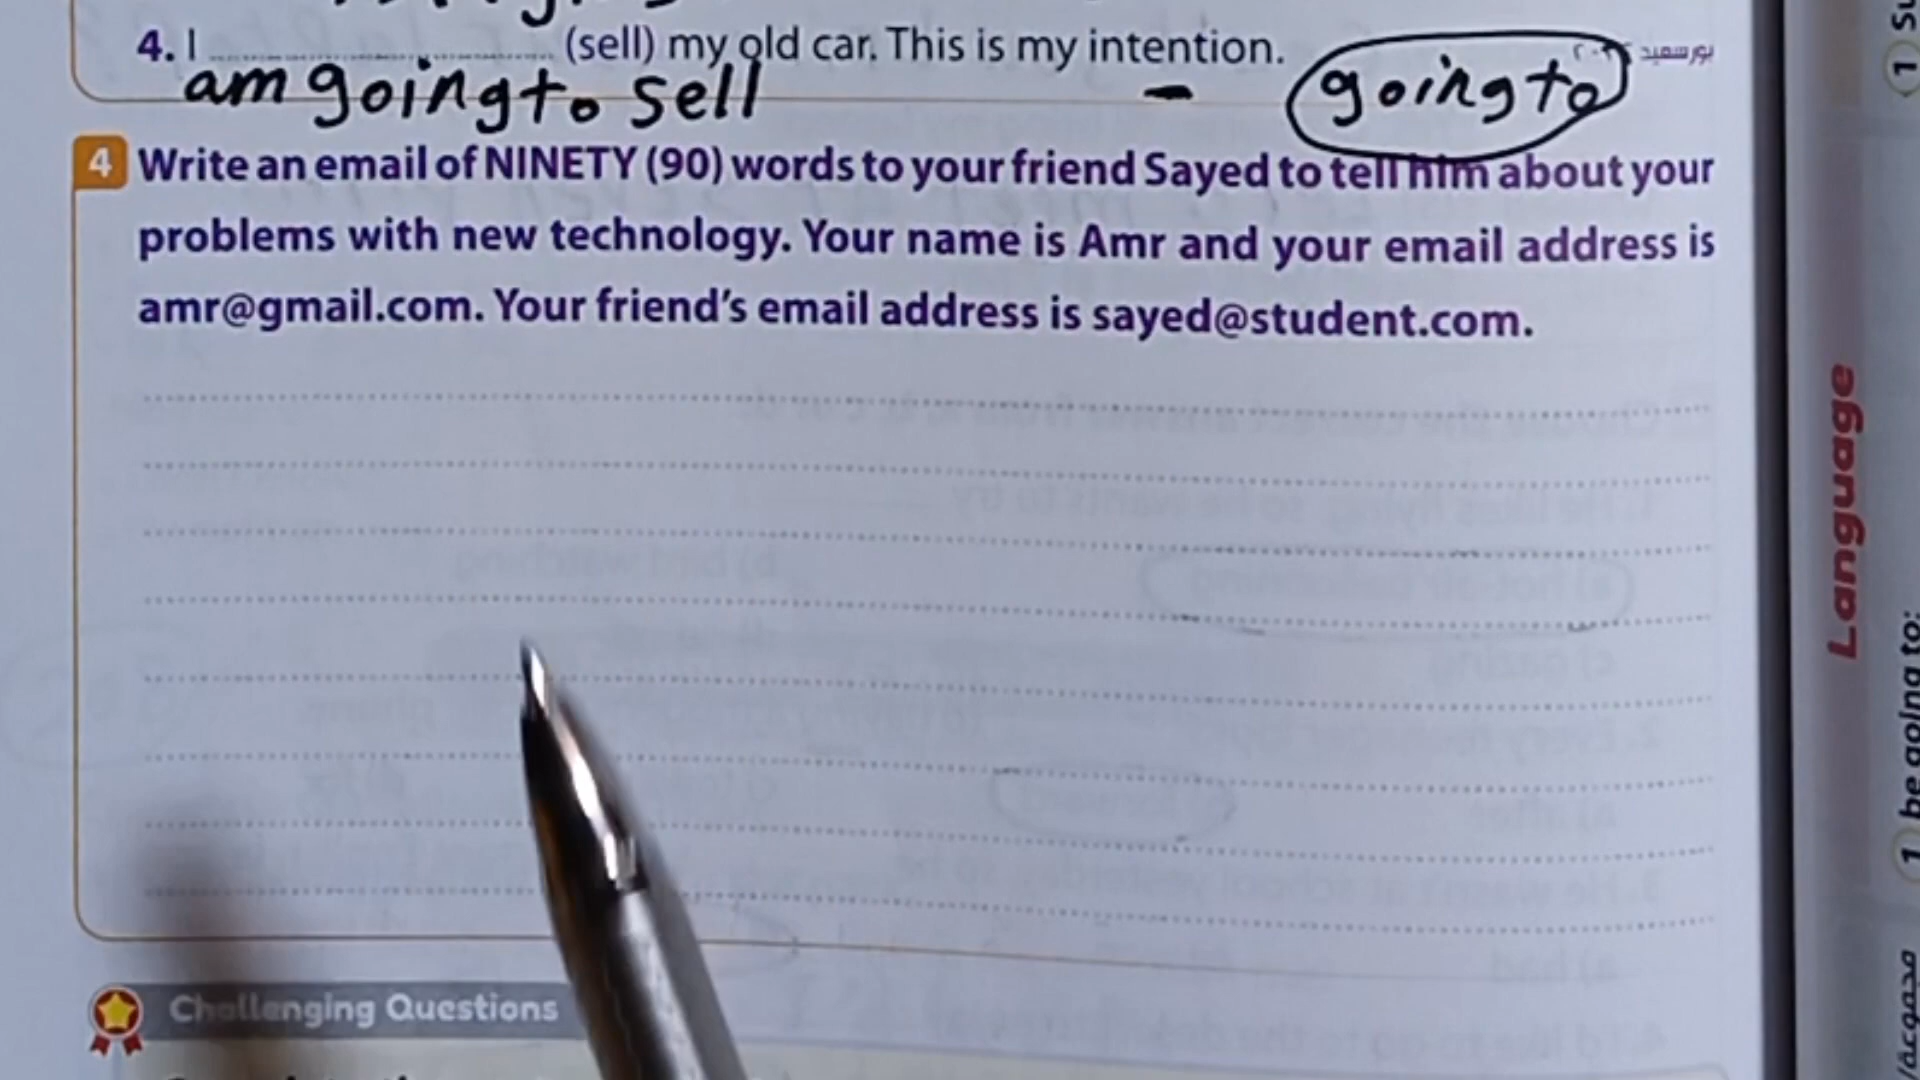 4. I ........................ (sell) my old car. This is my intention.
am going to sell - going to
4 Write an email of NINETY (90) words to your friend Sayed to tell him about your
problems with new technology. Your name is Amr and your email address is
amr@gmail.com. Your friend's email address is sayed@student.com.
Challenging Questions
Language
1 be going to: